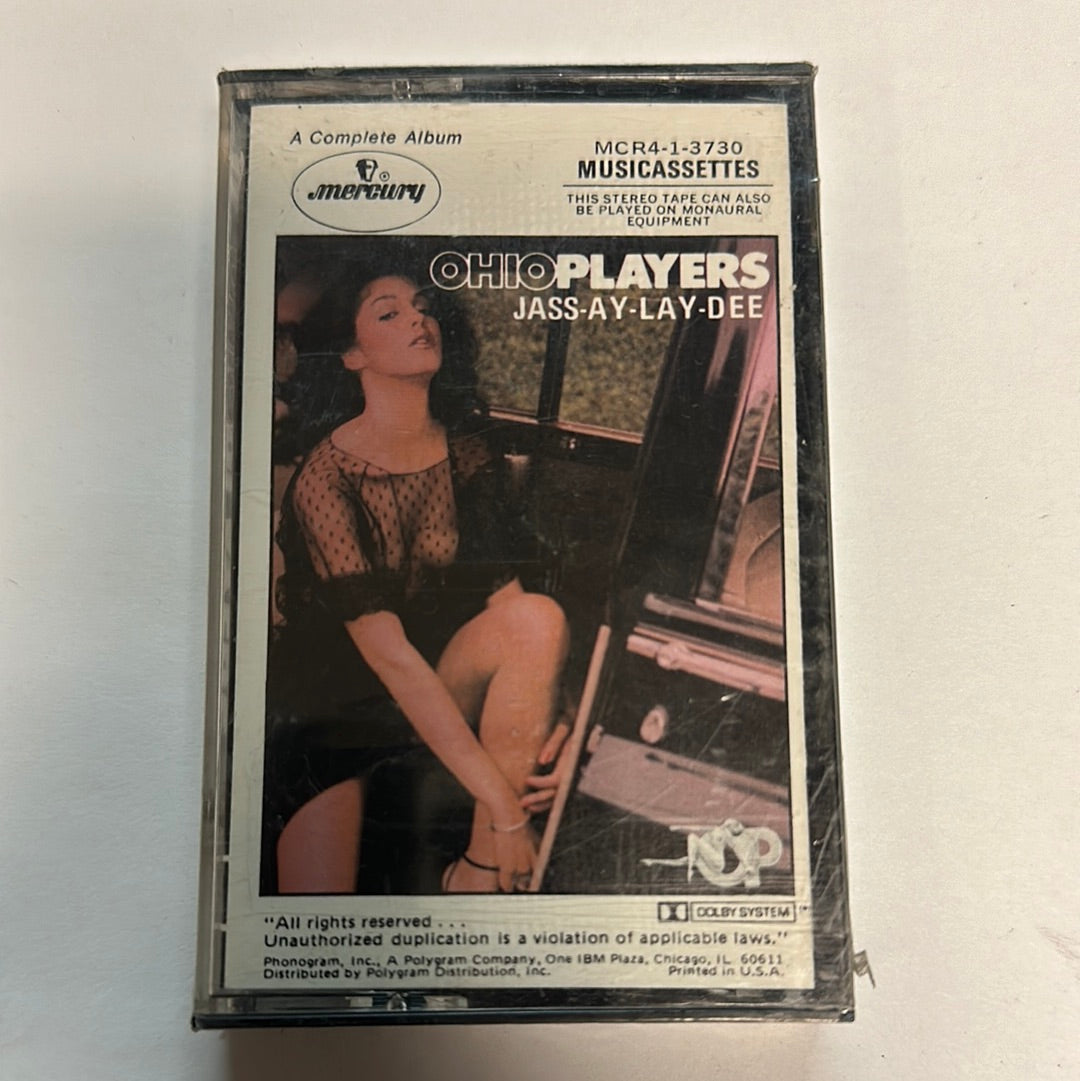 A Complete Album
mercury
MCR4-1-3730
MUSICASSETTES
THIS STEREO TAPE CAN ALSO
BE PLAYED ON MONAURAL
EQUIPMENT
OHIOPLAYERS
JASS-AY-LAY-DEE
DOLBY SYSTEM
"All rights reserved . . .
Unauthorized duplication is a violation of applicable laws."
Phonogram, Inc., A Polygram Company, One IBM Plaza, Chicago, IL 60611
Distributed by Polygram Distribution, Inc. Printed in U.S.A.